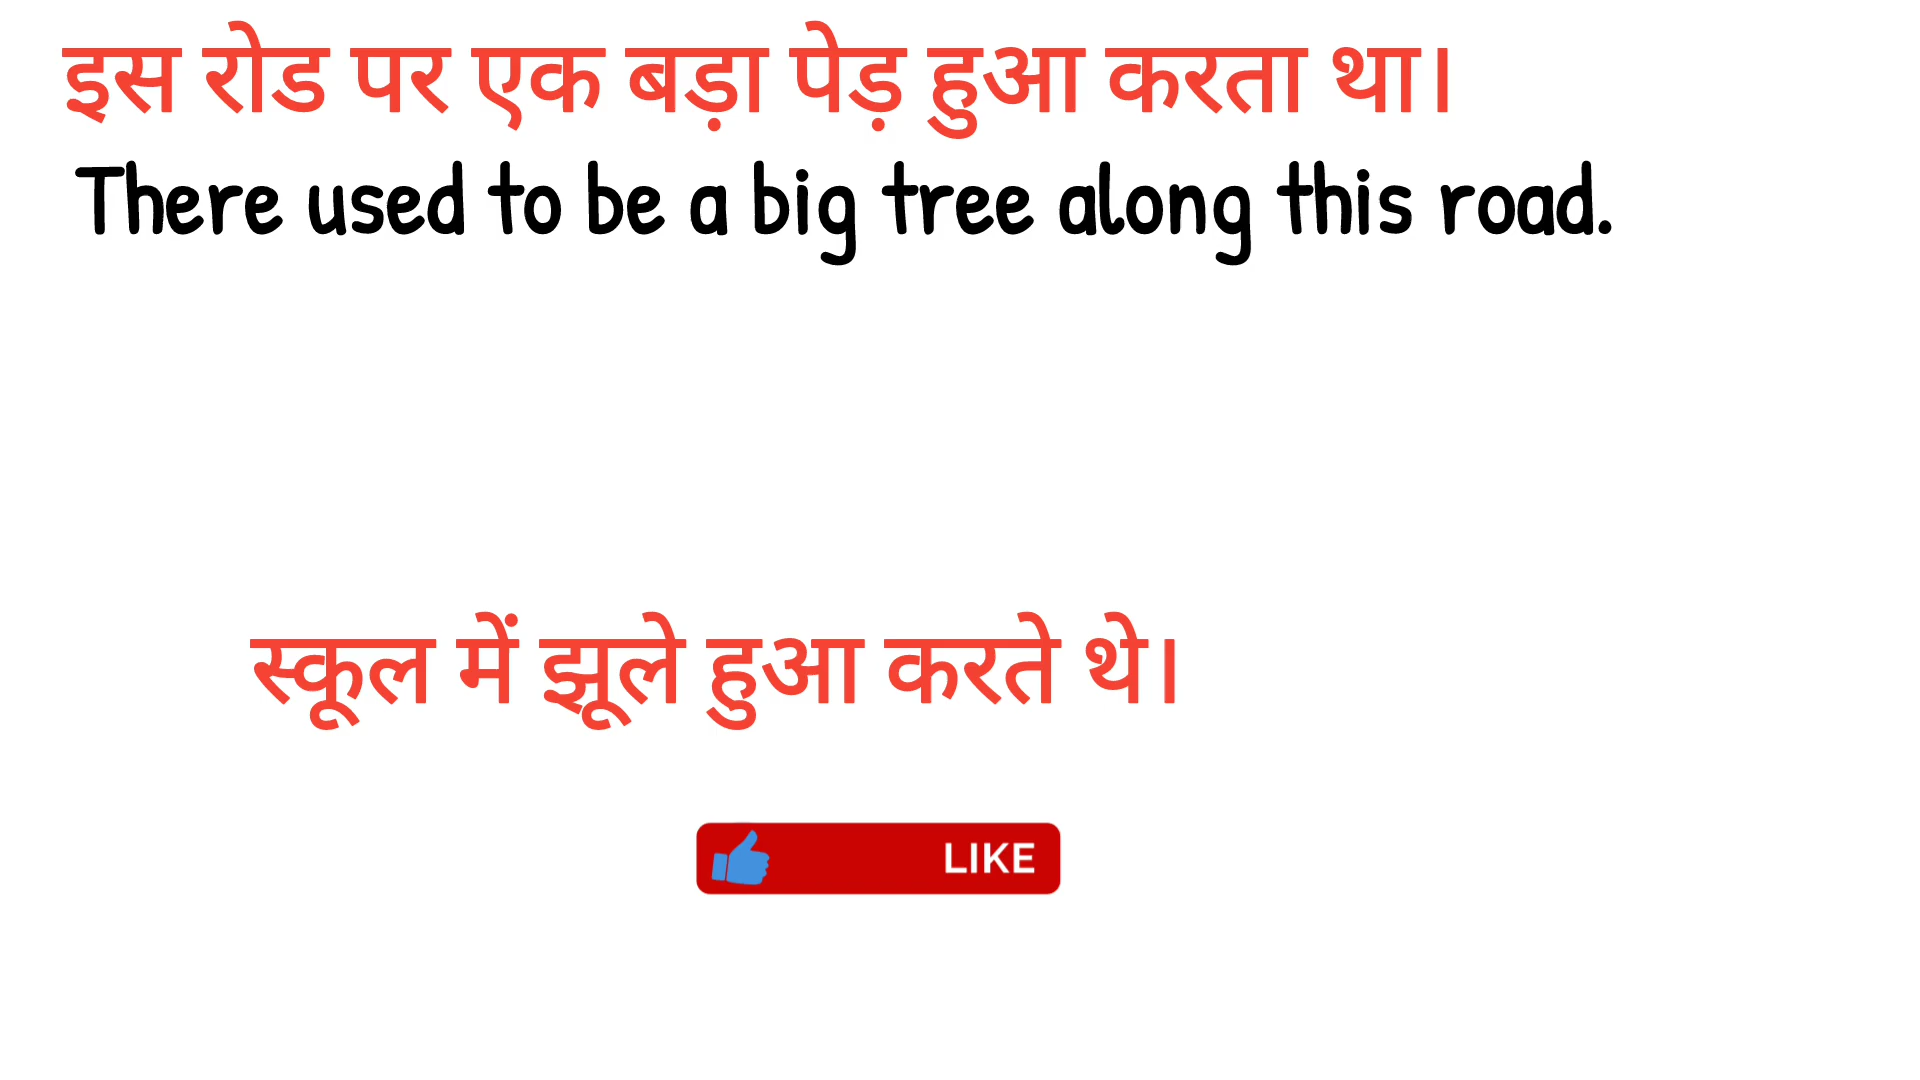 इस रोड पर एक बड़ा पेड़ हुआ करता था।
There used to be a big tree along this road.
स्कूल में झूले हुआ करते थे।
LIKE